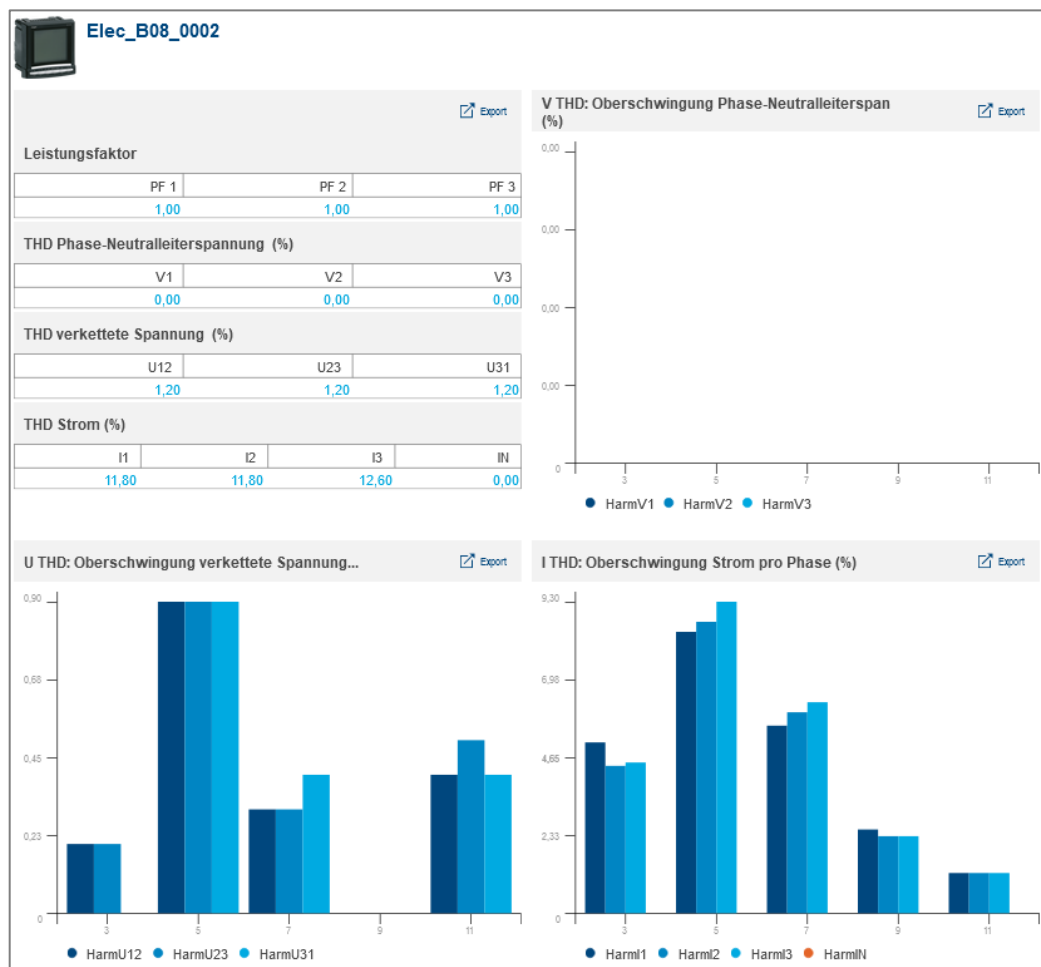 Elec_B08_0002
Export
Leistungsfaktor
PF 1 PF 2 PF 3
1,00 1,00 1,00
THD Phase-Neutralleiterspannung (%)
V1 V2 V3
0,00 0,00 0,00
THD verkettete Spannung (%)
U12 U23 U31
1,20 1,20 1,20
THD Strom (%)
I1 I2 I3 IN
11,80 11,80 12,60 0,00
V THD: Oberschwingung Phase-Neutralleiterspan
(%)
Export
0,00
0,00
0,00
0,00
0
3 5 7 9 11
HarmV1 HarmV2 HarmV3
U THD: Oberschwingung verkettete Spannung...
Export
0,90
0,68
0,45
0,23
0
3 5 7 9 11
HarmU12 HarmU23 HarmU31
I THD: Oberschwingung Strom pro Phase (%)
Export
9,30
6,98
4,65
2,33
0
3 5 7 9 11
HarmI1 HarmI2 HarmI3 HarmIN